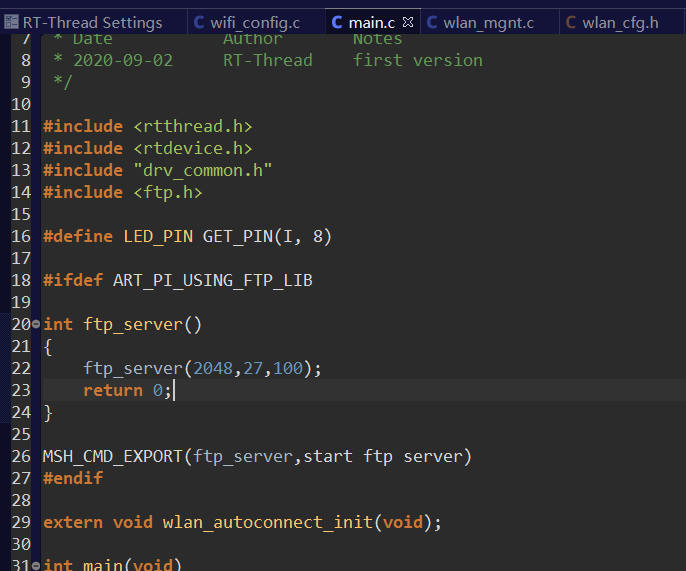 RT-Thread Settings wifi_config.c main.c wlan_mgnt.c wlan_cfg.h
7 * Date Author Notes
8 * 2020-09-02 RT-Thread first version
9 */
10
11 #include <rtthread.h>
12 #include <rtdevice.h>
13 #include "drv_common.h"
14 #include <ftp.h>
15
16 #define LED_PIN GET_PIN(I, 8)
17
18 #ifdef ART_PI_USING_FTP_LIB
19
20 int ftp_server()
21 {
22 ftp_server(2048,27,100);
23 return 0;
24 }
25
26 MSH_CMD_EXPORT(ftp_server,start ftp server)
27 #endif
28
29 extern void wlan_autoconnect_init(void);
30
31 int main(void)